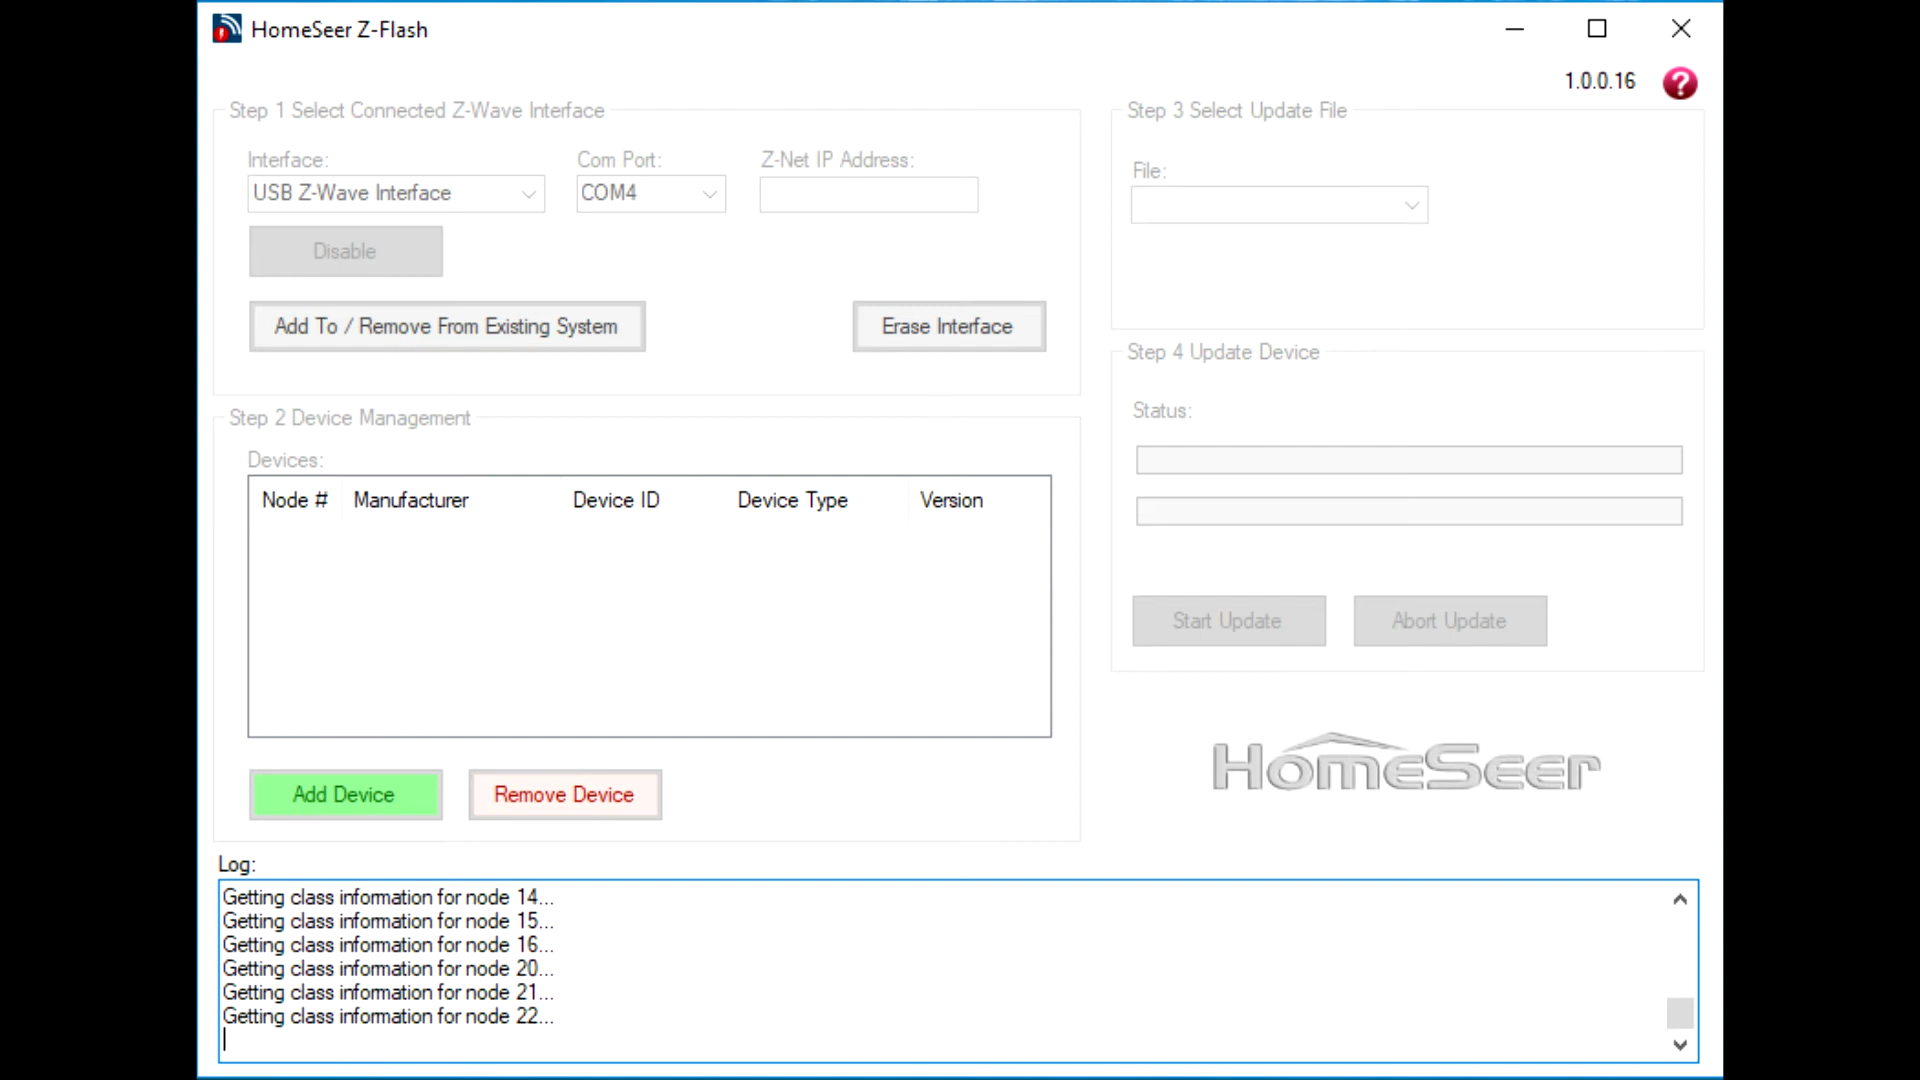 HomeSeer Z-Flash
1.0.0.16
Step 1 Select Connected Z-Wave Interface
Interface:
Com Port:
Z-Net IP Address:
USB Z-Wave Interface
COM4
Disable
Add To / Remove From Existing System
Erase Interface
Step 2 Device Management
Devices:
Node # Manufacturer Device ID Device Type Version
Add Device
Remove Device
Step 3 Select Update File
File:
Step 4 Update Device
Status:
Start Update
Abort Update
HomeSeer
Log:
Getting class information for node 14...
Getting class information for node 15...
Getting class information for node 16...
Getting class information for node 20...
Getting class information for node 21...
Getting class information for node 22...